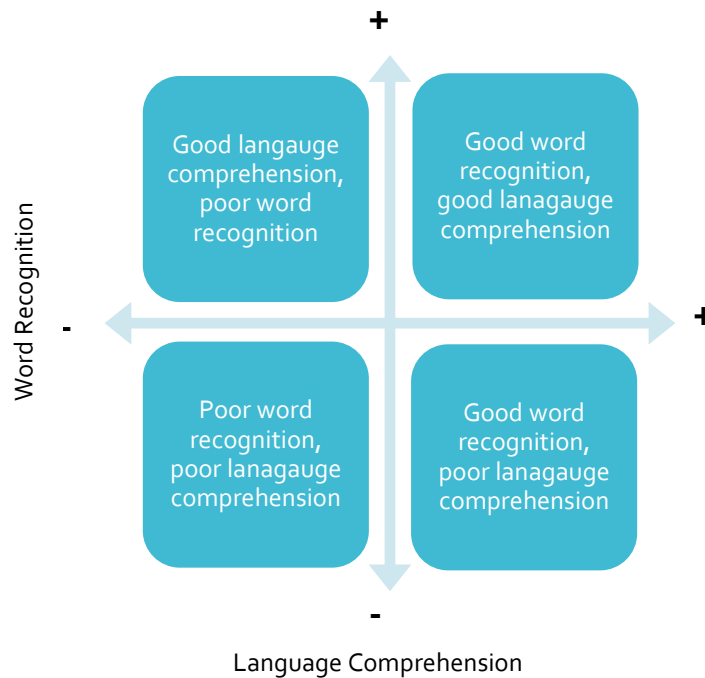 +
Good langauge
comprehension,
poor word
recognition
Good word
recognition,
good lanagauge
comprehension
Word Recognition
-
+
Poor word
recognition,
poor lanagauge
comprehension
Good word
recognition,
poor lanagauge
comprehension
-
Language Comprehension